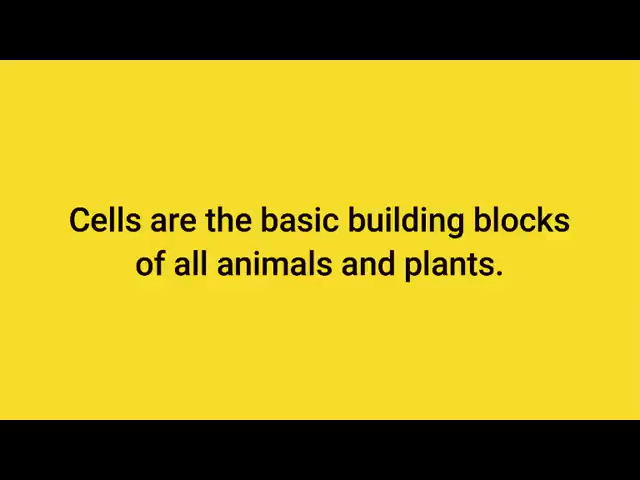 Cells are the basic building blocks
of all animals and plants.